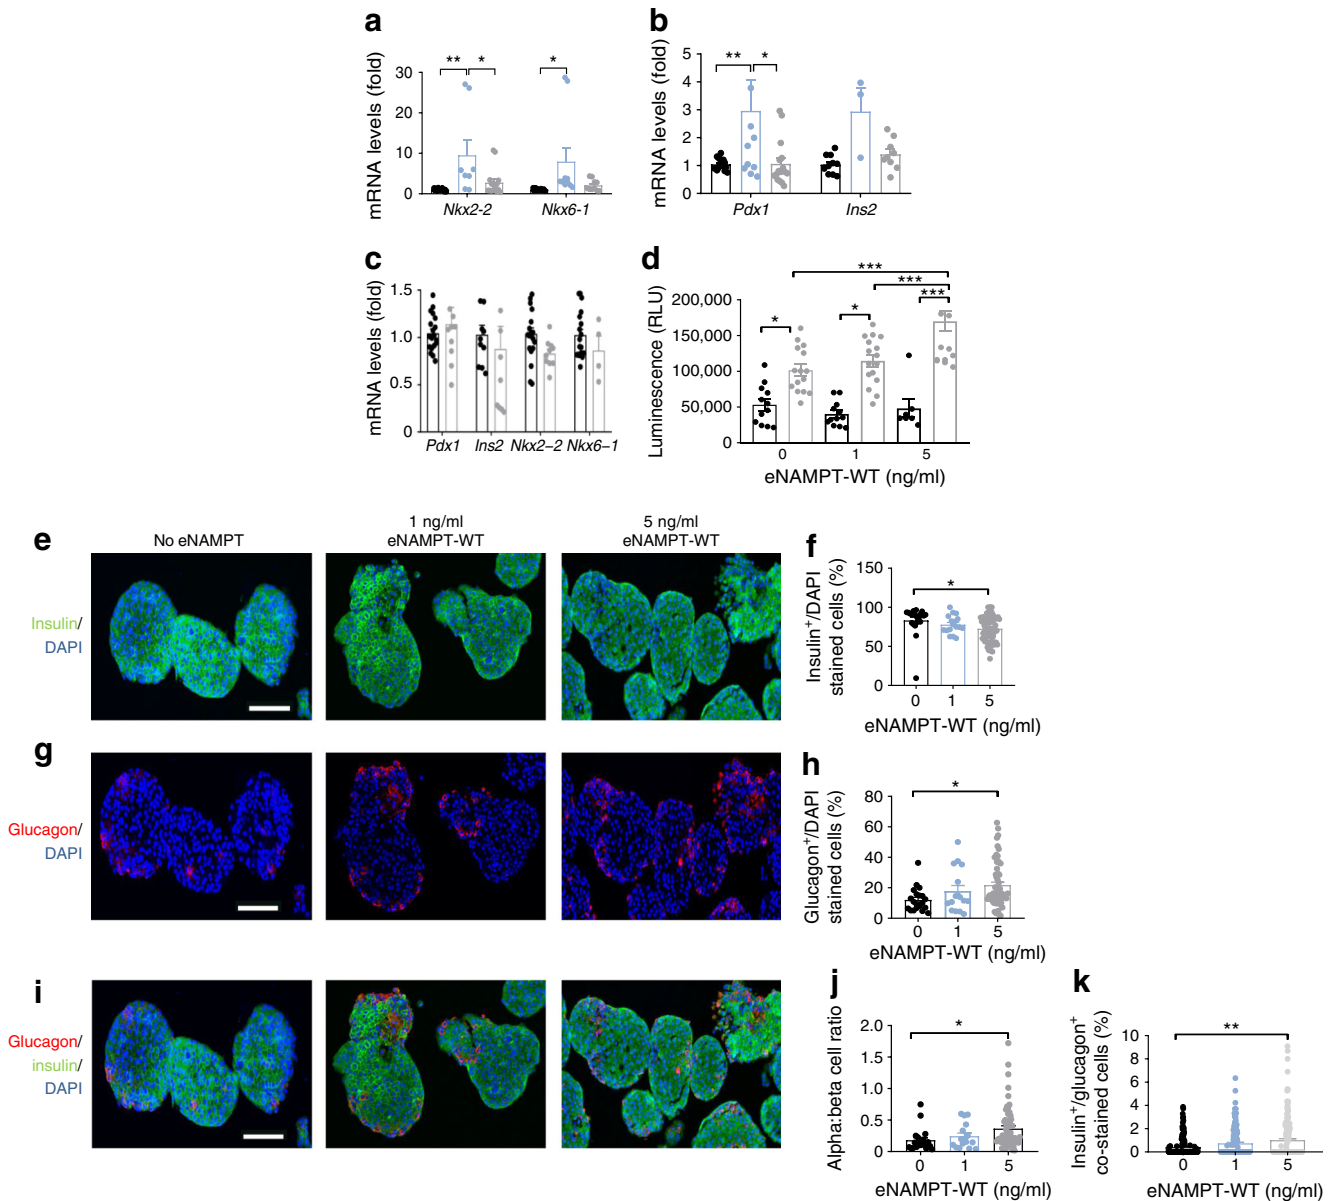 a
mRNA levels (fold)
30
20
10
0
** * *
Nkx2-2 Nkx6-1
b
mRNA levels (fold)
5
4
3
2
1
0
** *
Pdx1 Ins2
c
mRNA levels (fold)
1.5
1.0
0.5
0
Pdx1 Ins2 Nkx2–2 Nkx6–1
d
Luminescence (RLU)
200,000
150,000
100,000
50,000
0
***
***
***
* *
0 1 5
eNAMPT-WT (ng/ml)
e
No eNAMPT
1 ng/ml
eNAMPT-WT
5 ng/ml
eNAMPT-WT
Insulin/
DAPI
f
Insulin+/DAPI
stained cells (%)
150
100
50
0
*
0 1 5
eNAMPT-WT (ng/ml)
g
Glucagon/
DAPI
h
Glucagon+/DAPI
stained cells (%)
80
60
40
20
0
*
0 1 5
eNAMPT-WT (ng/ml)
i
Glucagon/
insulin/
DAPI
j
Alpha:beta cell ratio
2.0
1.5
1.0
0.5
0
*
0 1 5
eNAMPT-WT (ng/ml)
k
Insulin+/glucagon+
co-stained cells (%)
10
8
6
4
2
0
**
0 1 5
eNAMPT-WT (ng/ml)